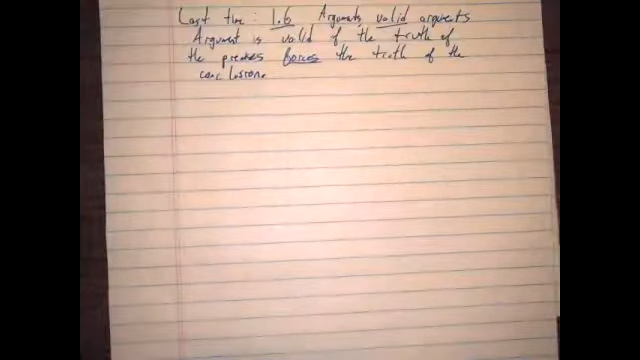 Last time : 1.6 Arguments, valid arguments
Argument is valid if the truth of
the premises forces the truth of the
conclusion.